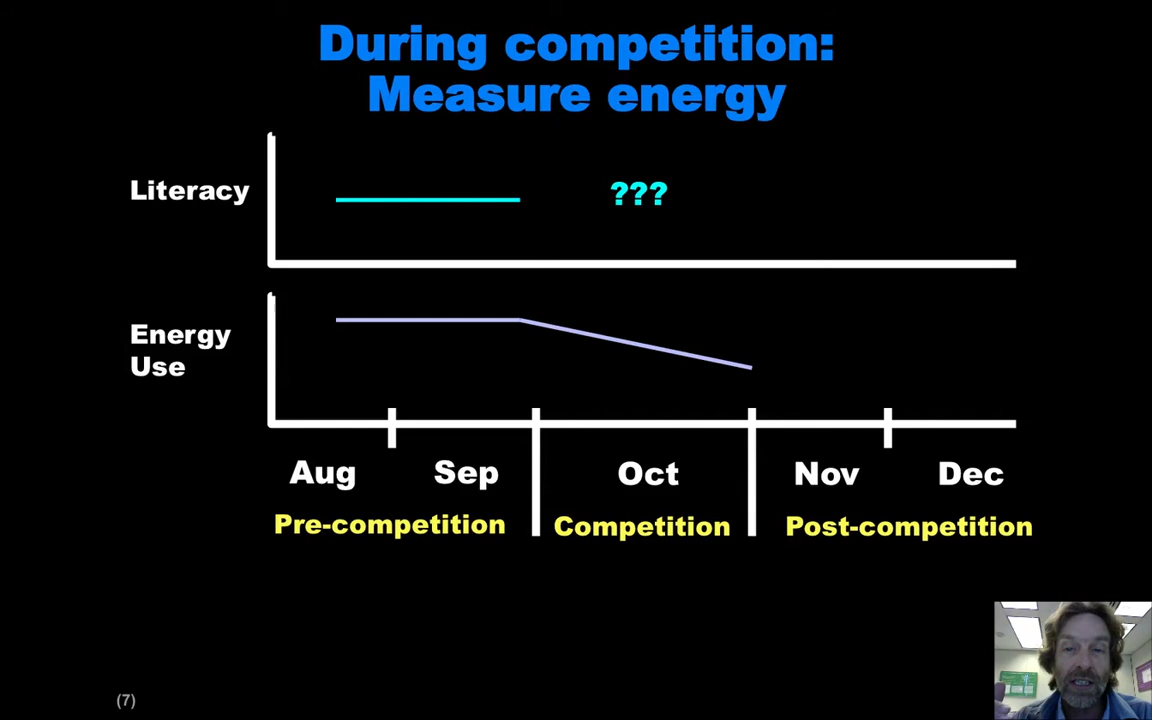 During competition:
Measure energy
Literacy
???
Energy
Use
Aug
Sep
Oct
Nov
Dec
Pre-competition
Competition
Post-competition
(7)